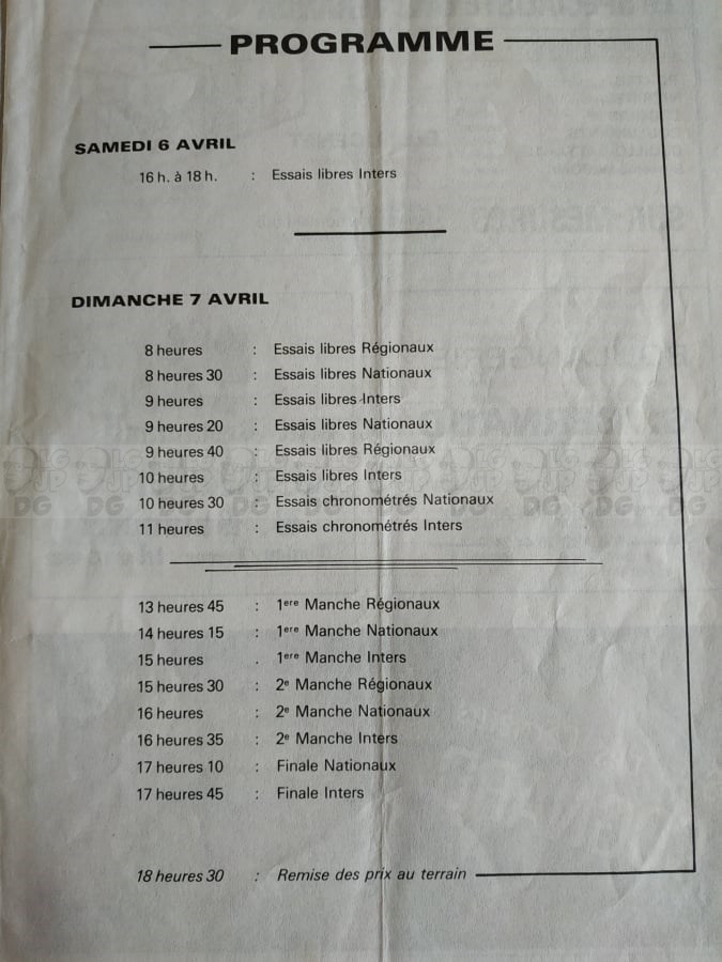 PROGRAMME
SAMEDI 6 AVRIL
16 h. à 18 h. : Essais libres Inters
DIMANCHE 7 AVRIL
8 heures : Essais libres Régionaux
8 heures 30 : Essais libres Nationaux
9 heures : Essais libres Inters
9 heures 20 : Essais libres Nationaux
9 heures 40 : Essais libres Régionaux
10 heures : Essais libres Inters
10 heures 30 : Essais chronométrés Nationaux
11 heures : Essais chronométrés Inters
13 heures 45 : 1ere Manche Régionaux
14 heures 15 : 1ere Manche Nationaux
15 heures . 1ere Manche Inters
15 heures 30 : 2e Manche Régionaux
16 heures : 2e Manche Nationaux
16 heures 35 : 2e Manche Inters
17 heures 10 : Finale Nationaux
17 heures 45 : Finale Inters
18 heures 30 : Remise des prix au terrain